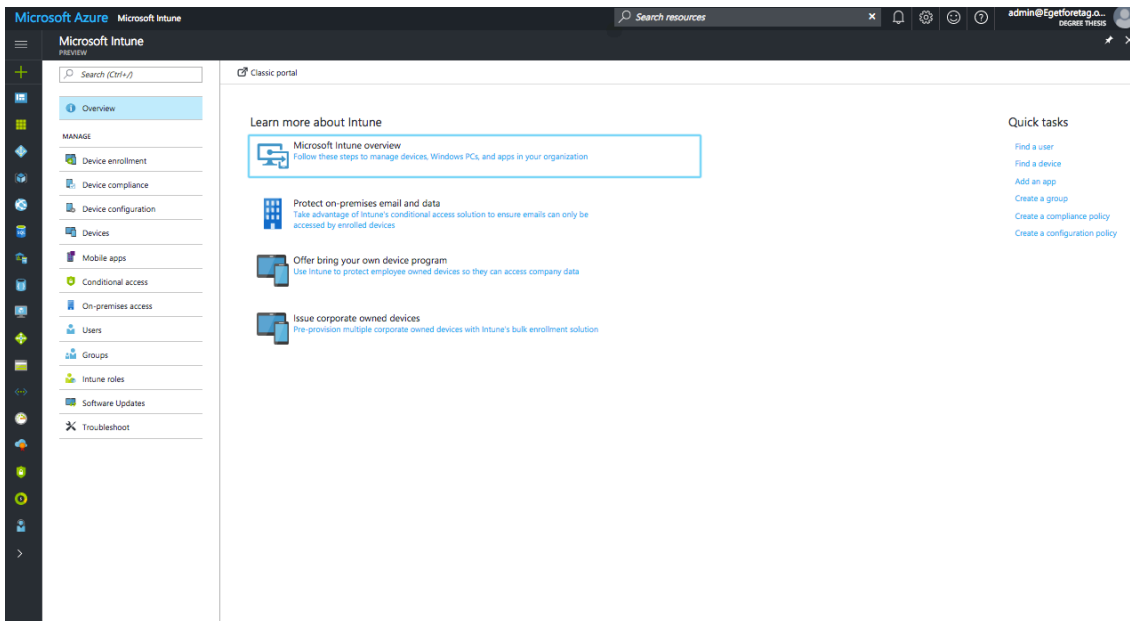 Microsoft Azure Microsoft Intune
Search resources
admin@Egetforetag.o...
DEGREE THESIS
Microsoft Intune
PREVIEW
Search (Ctrl+/)
Overview
MANAGE
Device enrollment
Device compliance
Device configuration
Devices
Mobile apps
Conditional access
On-premises access
Users
Groups
Intune roles
Software Updates
Troubleshoot
Classic portal
Learn more about Intune
Microsoft Intune overview
Follow these steps to manage devices, Windows PCs, and apps in your organization
Protect on-premises email and data
Take advantage of Intune's conditional access solution to ensure emails can only be
accessed by enrolled devices
Offer bring your own device program
Use Intune to protect employee owned devices so they can access company data
Issue corporate owned devices
Pre-provision multiple corporate owned devices with Intune's bulk enrollment solution
Quick tasks
Find a user
Find a device
Add an app
Create a group
Create a compliance policy
Create a configuration policy